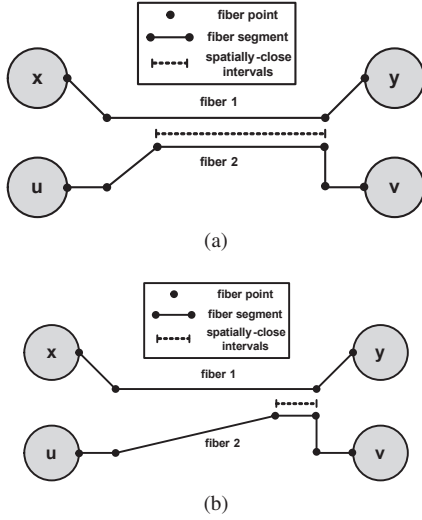 fiber point
fiber segment
spatially-close
intervals
x
y
fiber 1
fiber 2
u
v
(a)
fiber point
fiber segment
spatially-close
intervals
x
y
fiber 1
fiber 2
u
v
(b)